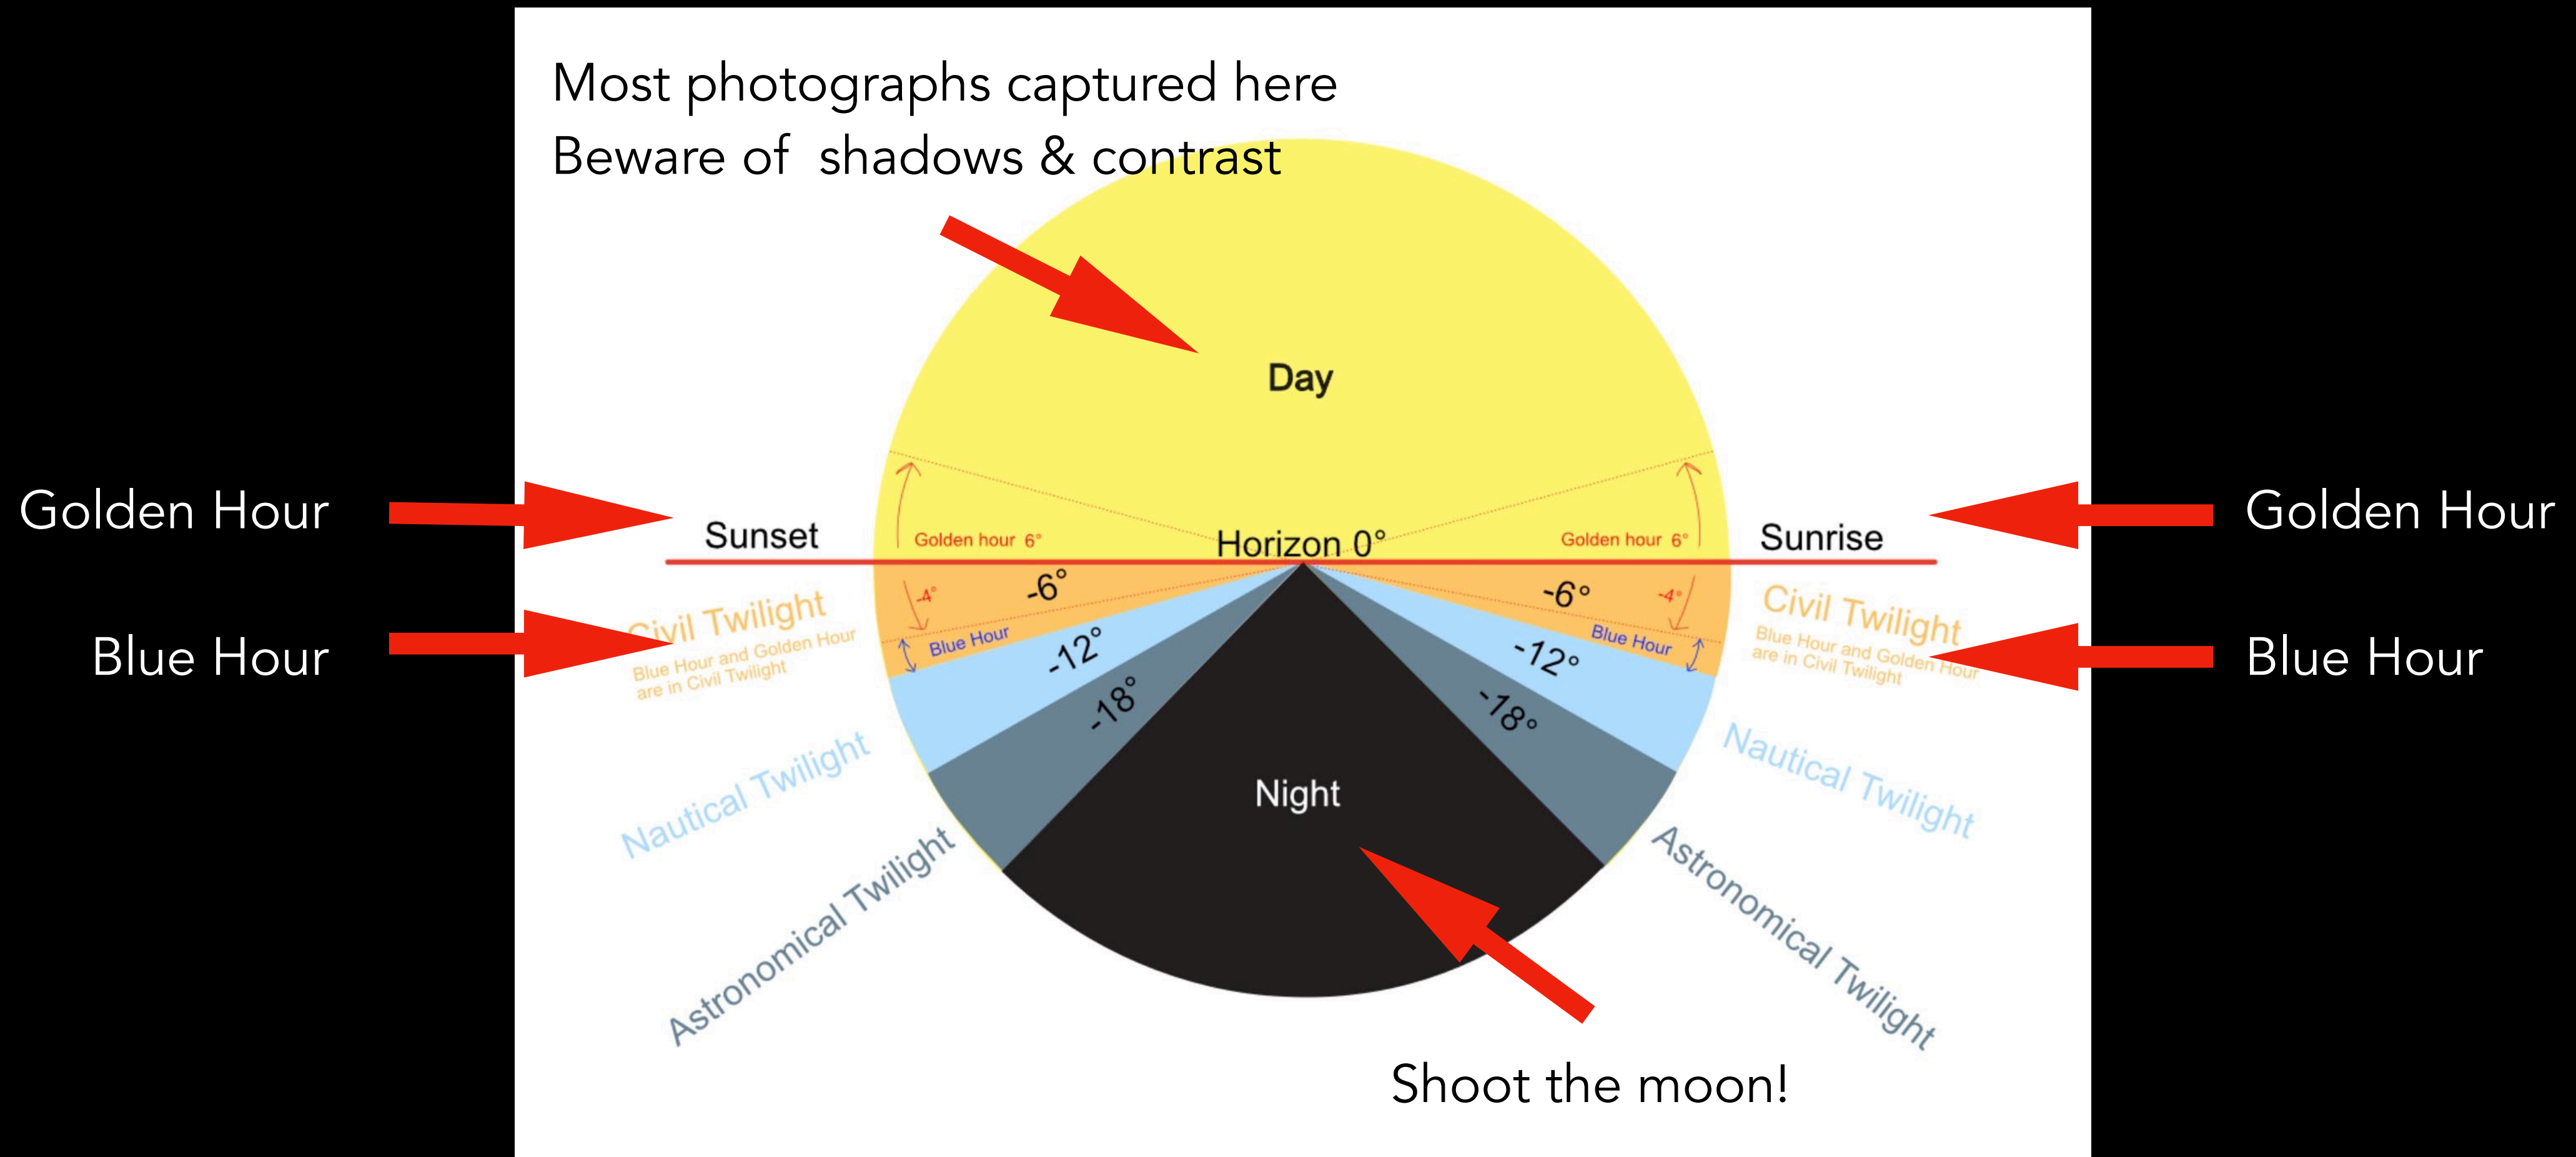 Most photographs captured here
Beware of  shadows & contrast
Day
Golden Hour
Golden Hour
Sunset
Golden hour 6°
Horizon 0°
Golden hour 6°
Sunrise
Blue Hour
Civil Twilight
Blue Hour and Golden Hour
are in Civil Twilight
-4°
-6°
Blue Hour
-12°
-18°
-6°
-4°
Blue Hour
-12°
-18°
Civil Twilight
Blue Hour and Golden Hour
are in Civil Twilight
Blue Hour
Nautical Twilight
Nautical Twilight
Night
Astronomical Twilight
Astronomical Twilight
Shoot the moon!